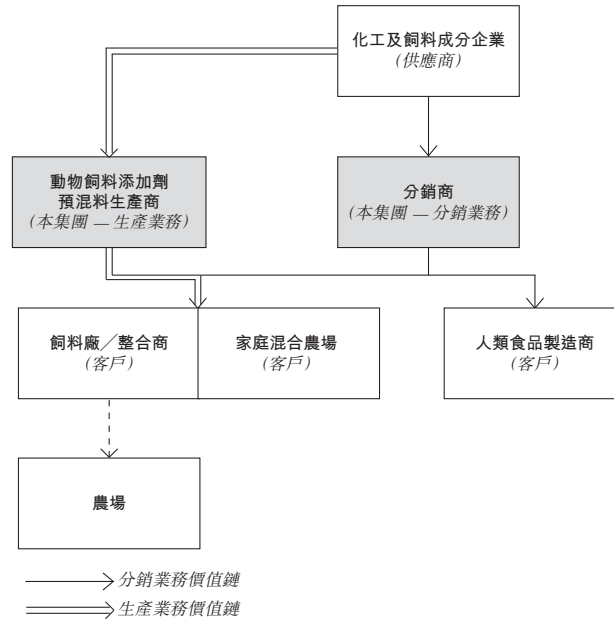 化工及飼料成分企業
(供應商)
動物飼料添加劑
預混料生產商
(本集團 — 生產業務)
分銷商
(本集團 — 分銷業務)
飼料廠／整合商
(客戶)
家庭混合農場
(客戶)
人類食品製造商
(客戶)
農場
分銷業務價值鏈
生產業務價值鏈